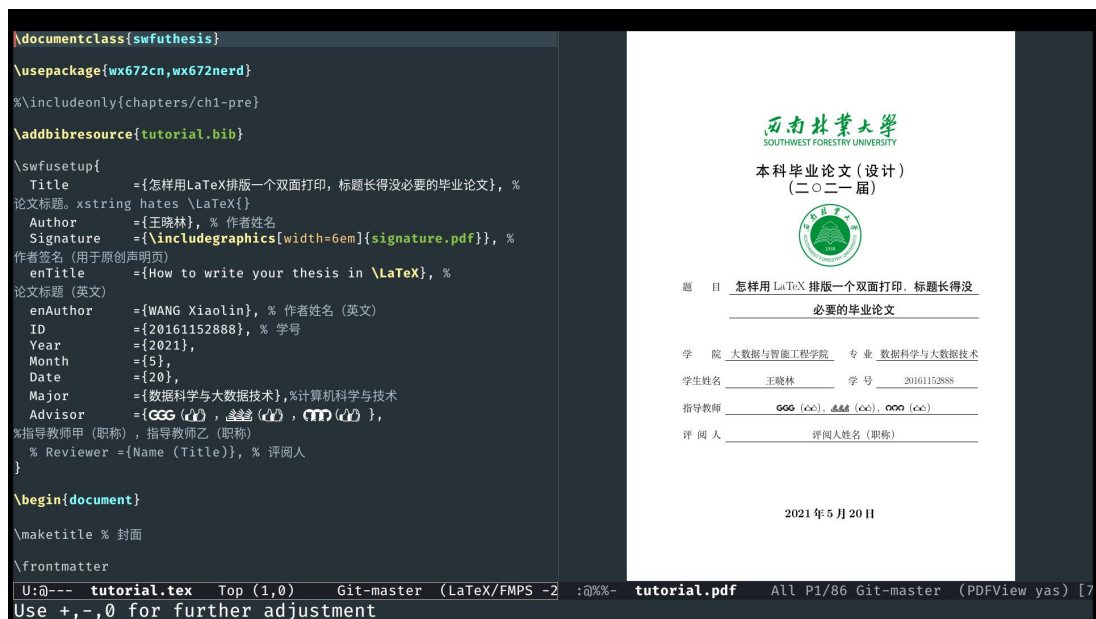 \documentclass{swfuthesis}
\usepackage{wx672cn,wx672nerd}
%\includeonly{chapters/ch1-pre}
\addbibresource{tutorial.bib}
\swfusetup{
Title ={怎样用LaTeX排版一个双面打印，标题长得没必要的毕业论文}, %
论文标题。xstring hates \LaTeX{}
Author ={王晓林}, % 作者姓名
Signature ={\includegraphics[width=6em]{signature.pdf}}, %
作者签名（用于原创声明页）
enTitle ={How to write your thesis in \LaTeX}, %
论文标题（英文）
enAuthor ={WANG Xiaolin}, % 作者姓名（英文）
ID ={20161152888}, % 学号
Year ={2021},
Month ={5},
Date ={20},
Major ={数据科学与大数据技术},%计算机科学与技术
Advisor ={ ( ) , ( ) , ( ) },
%指导教师甲（职称）, 指导教师乙（职称）
% Reviewer ={Name (Title)}, % 评阅人
}
\begin{document}
\maketitle % 封面
\frontmatter
U:@--- tutorial.tex Top (1,0) Git-master (LaTeX/FMPS -2
Use +,-,0 for further adjustment
西南林業大學
SOUTHWEST FORESTRY UNIVERSITY
本科毕业论文（设计）
（二○二一届）
题 目 怎样用 LaTeX 排版一个双面打印，标题长得没
必要的毕业论文
学 院 大数据与智能工程学院 专 业 数据科学与大数据技术
学生姓名 王晓林 学 号 20161152888
指导教师 ( ), ( ), ( )
评 阅 人 评阅人姓名（职称）
2021 年 5 月 20 日
:@%%- tutorial.pdf All P1/86 Git-master (PDFView yas) [7